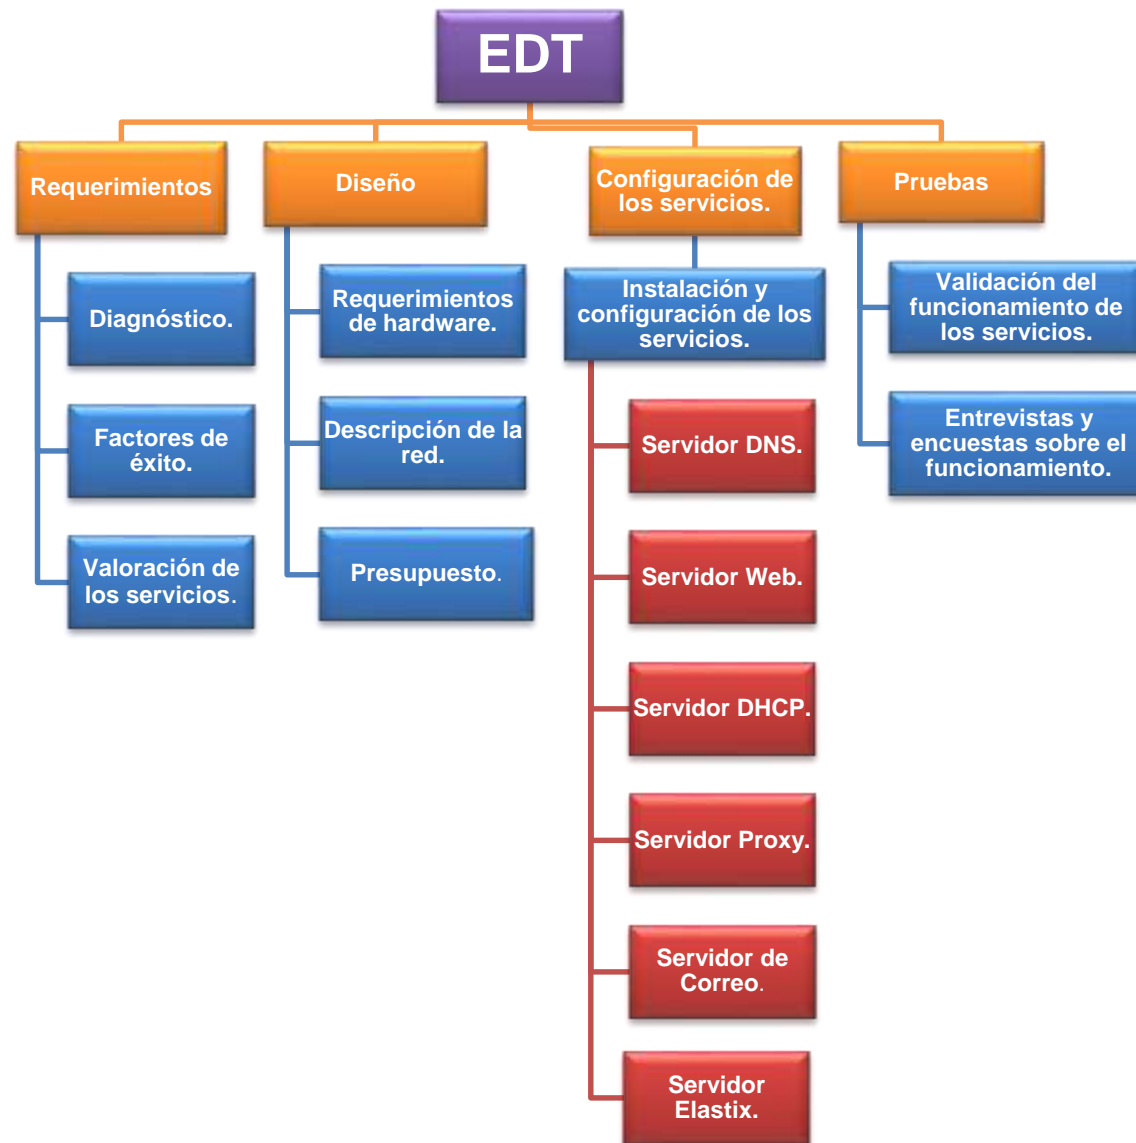 EDT
Requerimientos
Diagnóstico.
Factores de
éxito.
Valoración de
los servicios.
Diseño
Requerimientos
de hardware.
Descripción de la
red.
Presupuesto.
Configuración de
los servicios.
Instalación y
configuración de los
servicios.
Servidor DNS.
Servidor Web.
Servidor DHCP.
Servidor Proxy.
Servidor de
Correo.
Servidor
Elastix.
Pruebas
Validación del
funcionamiento de
los servicios.
Entrevistas y
encuestas sobre el
funcionamiento.